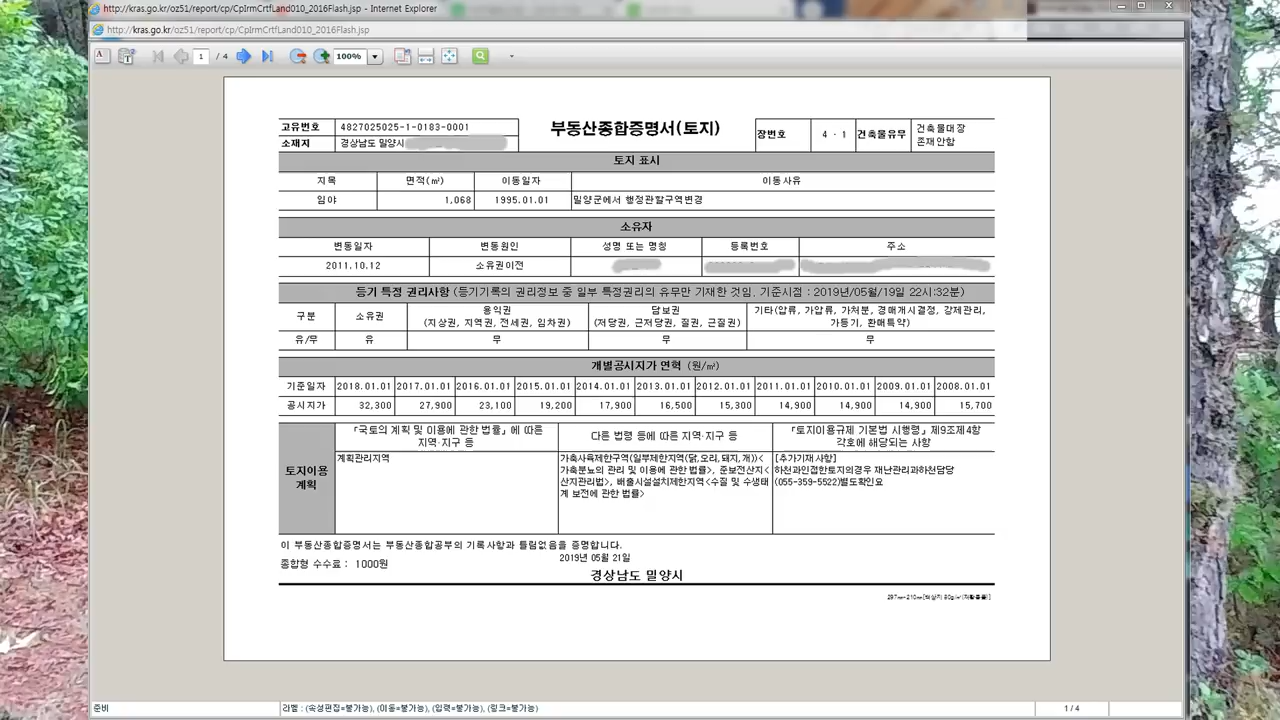 http://kras.go.kr/oz51/report/cp/CpIrmCrtfLand010_2016Flash.jsp - Internet Explorer
http://kras.go.kr/oz51/report/cp/CpIrmCrtfLand010_2016Flash.jsp
1 / 4 100%
고유번호 4827025025-1-0183-0001
소재지 경상남도 밀양시
부동산종합증명서(토지)
장번호 4 - 1 건축물유무 건축물대장
존재안함
토지 표시
지목 면적(㎡) 이동일자 이동사유
임야 1,068 1995.01.01 밀양군에서 행정관할구역변경
소유자
변동일자 변동원인 성명 또는 명칭 등록번호 주소
2011.10.12 소유권이전
등기 특정 권리사항 (등기기록의 권리정보 중 일부 특정권리의 유무만 기재한 것임. 기준시점 : 2019년/05월/19일 22시:32분)
구분 소유권 용익권
(지상권, 지역권, 전세권, 임차권)
담보권
(저당권, 근저당권, 질권, 근질권)
기타(압류, 가압류, 가처분, 경매개시결정, 강제관리,
가등기, 환매특약)
유/무 유 무 무 무
개별공시지가 연혁 (원/㎡)
기준일자 2018.01.01 2017.01.01 2016.01.01 2015.01.01 2014.01.01 2013.01.01 2012.01.01 2011.01.01 2010.01.01 2009.01.01 2008.01.01
공시지가 32,300 27,900 23,100 19,200 17,900 16,500 15,300 14,900 14,900 14,900 15,700
토지이용
계획
「국토의 계획 및 이용에 관한 법률」에 따른
지역·지구 등
다른 법령 등에 따른 지역·지구 등
「토지이용규제 기본법 시행령」 제9조제4항
각호에 해당되는 사항
계획관리지역
가축사육제한구역(일부제한지역(닭,오리,돼지,개))<
가축분뇨의 관리 및 이용에 관한 법률>, 준보전산지<
산지관리법>, 배출시설설치제한지역<수질 및 수생태
계 보전에 관한 법률>
[추가기재사항]
하천과인접한토지의경우 재난관리과하천담당
(055-359-5522)별도확인요
이 부동산종합증명서는 부동산종합공부의 기록사항과 틀림없음을 증명합니다.
2019년 05월 21일
종합형 수수료 : 1000원
경상남도 밀양시
준비 라벨 : (속성편집=불가능), (이동=불가능), (입력=불가능), (링크=불가능) 1 / 4